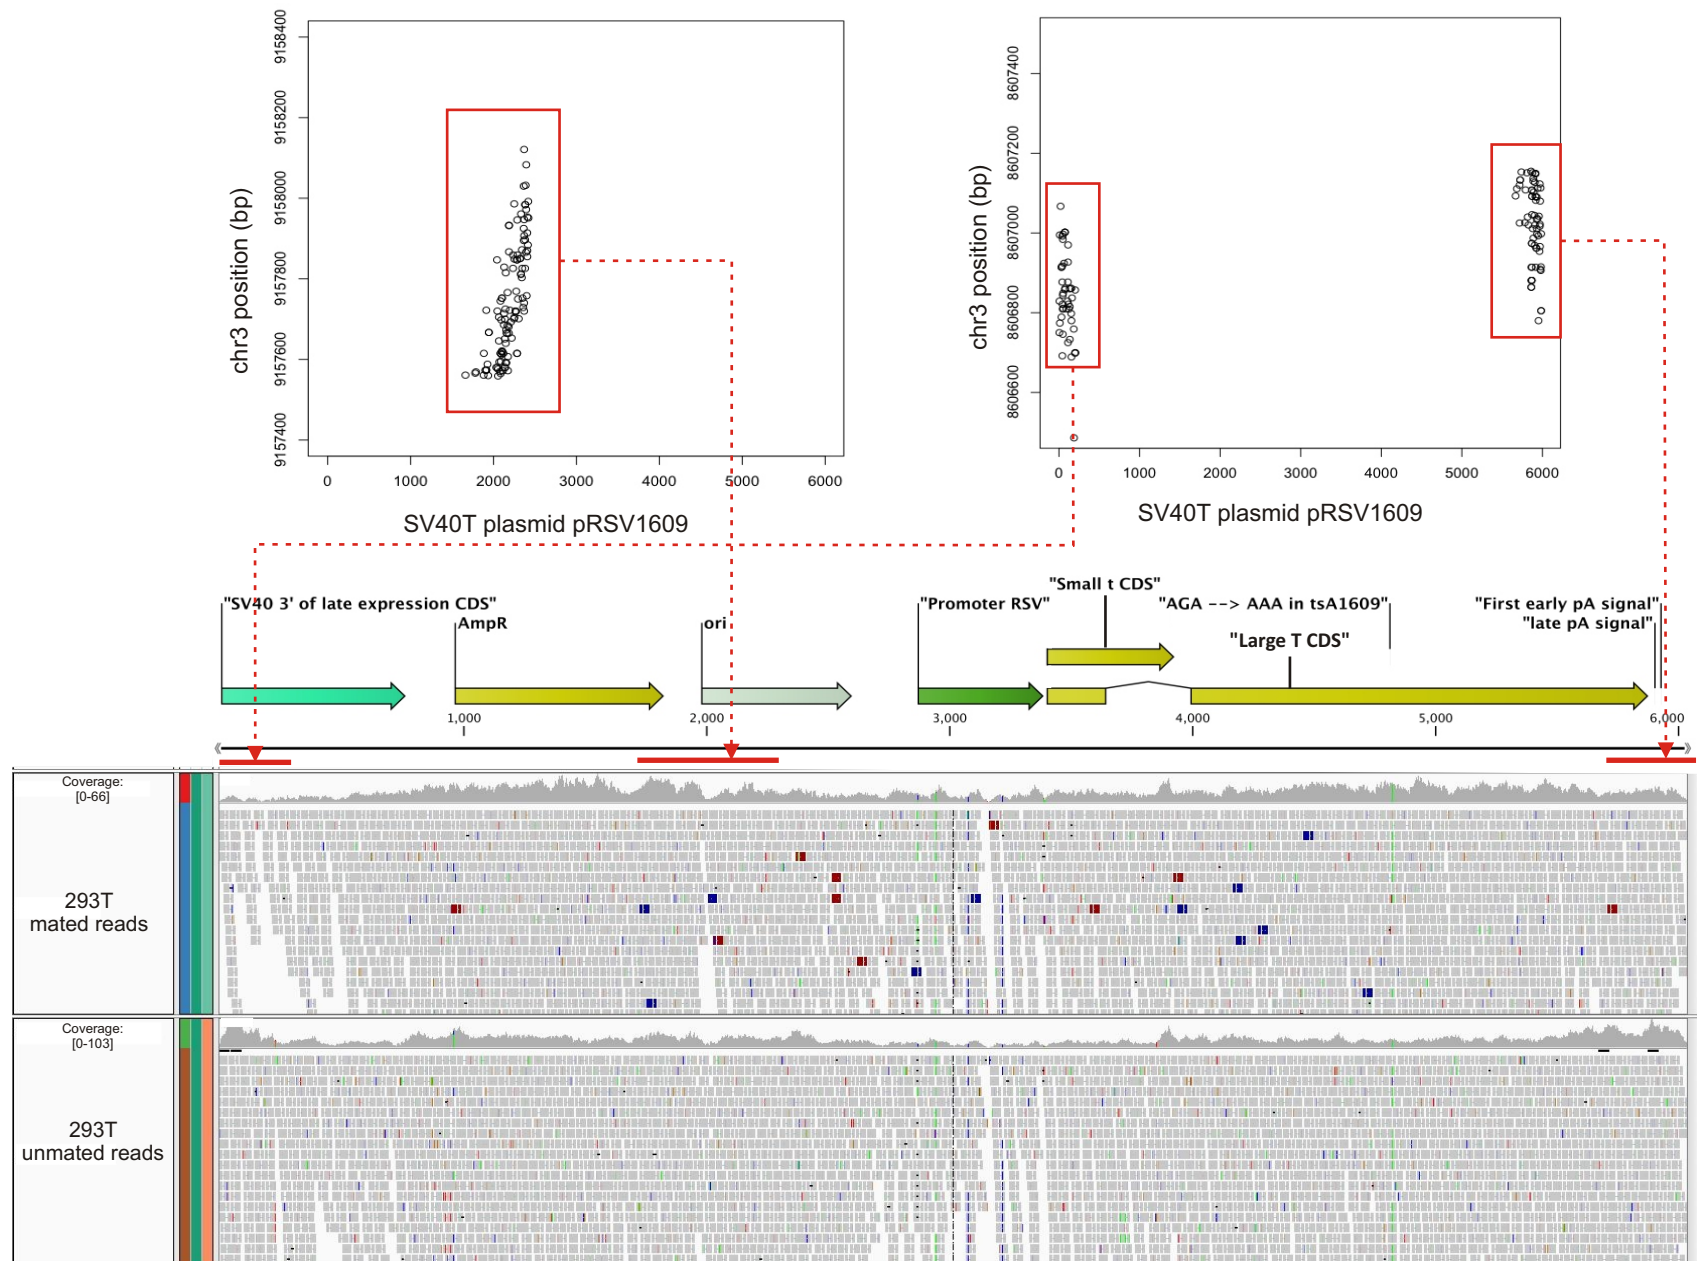 9158400
9158200
9158000
9157800
9157600
9157400
chr3 position (bp)
0 1000 2000 3000 4000 5000 6000
SV40T plasmid pRSV1609
8607400
8607200
8607000
8606800
8606600
chr3 position (bp)
0 1000 2000 3000 4000 5000 6000
SV40T plasmid pRSV1609
"Small t CDS"
"SV40 3' of late expression CDS"
"Promoter RSV"
"AGA --> AAA in tsA1609"
"First early pA signal"
AmpR
ori
"late pA signal"
"Large T CDS"
1,000 2,000 3,000 4,000 5,000 6,000
Coverage:
[0-66]
293T
mated reads
Coverage:
[0-103]
293T
unmated reads